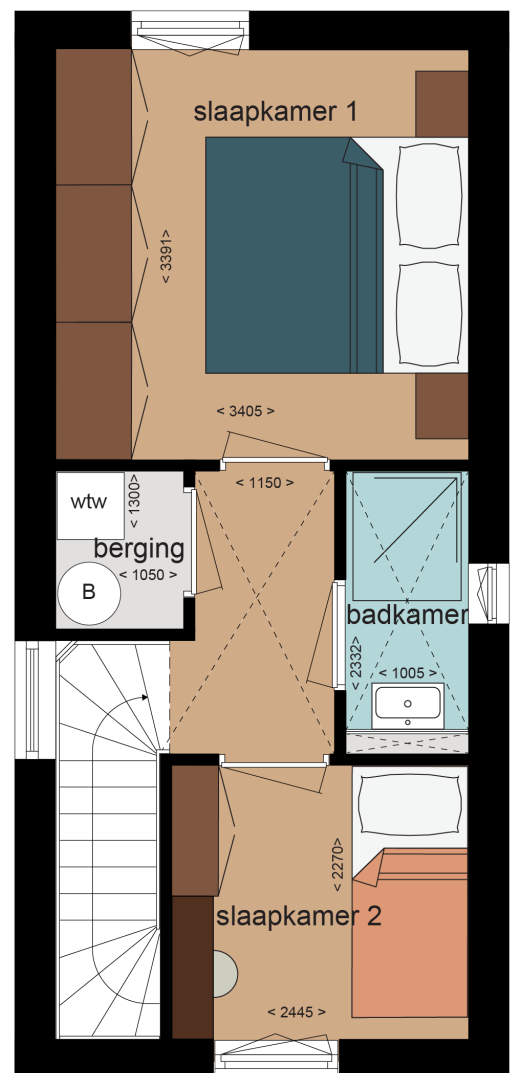 slaapkamer 1
< 3391>
< 3405 >
< 1150 >
wtw
< 1300>
berging
< 1050 >
B
badkamer
< 2332>
< 1005 >
< 2270>
slaapkamer 2
< 2445 >